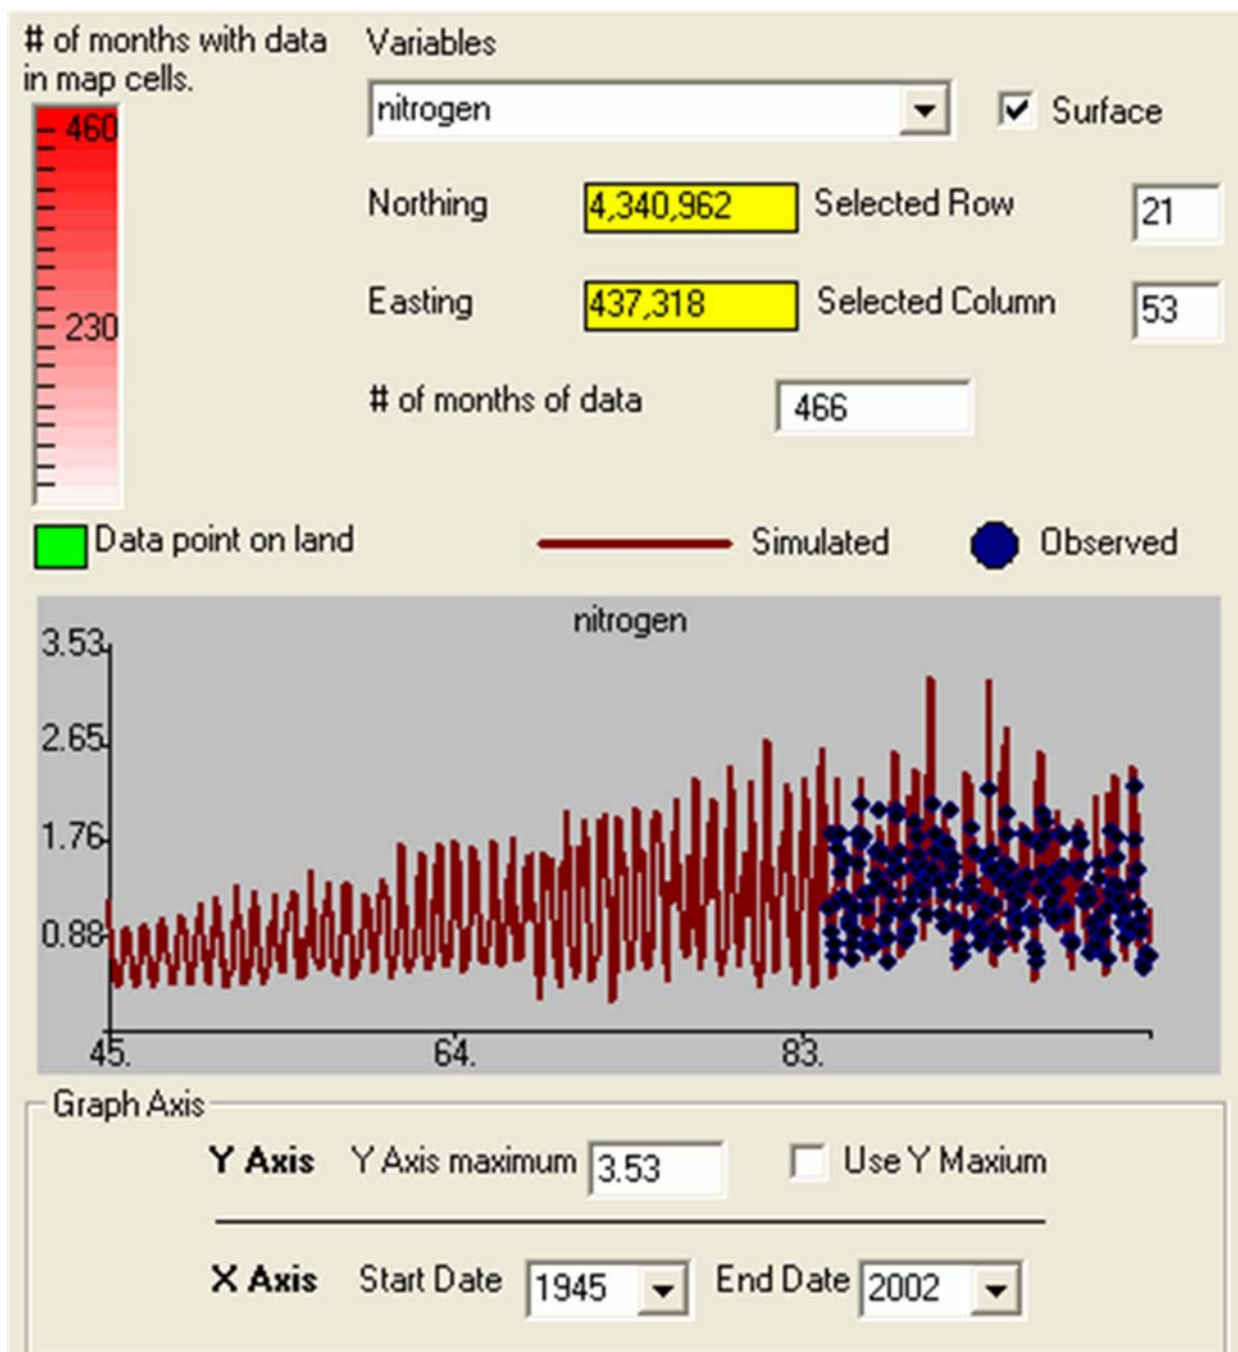 # of months with data
in map cells.
460
230
Variables
nitrogen
Surface
Northing 4,340,962 Selected Row 21
Easting 437,318 Selected Column 53
# of months of data 466
Data point on land Simulated Observed
nitrogen
3.53
2.65
1.76
0.88
45. 64. 83.
Graph Axis
Y Axis Y Axis maximum 3.53 Use Y Maxium
X Axis Start Date 1945 End Date 2002